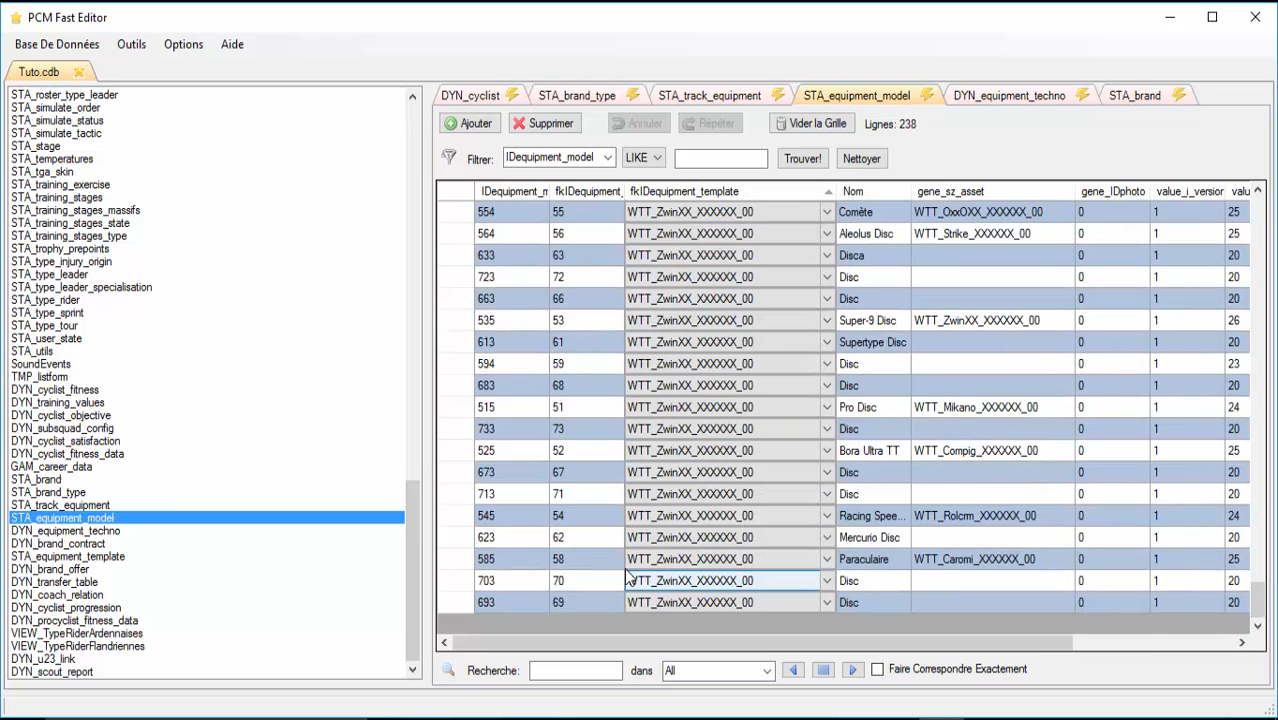 PCM Fast Editor
Base De Données Outils Options Aide
Tuto.cdb
STA_roster_type_leader
STA_simulate_order
STA_simulate_status
STA_simulate_tactic
STA_stage
STA_temperatures
STA_tga_skin
STA_training_exercise
STA_training_stages
STA_training_stages_massifs
STA_training_stages_state
STA_training_stages_type
STA_trophy_prepoints
STA_type_injury_origin
STA_type_leader
STA_type_leader_specialisation
STA_type_rider
STA_type_sprint
STA_type_tour
STA_user_state
STA_utils
SoundEvents
TMP_listform
DYN_cyclist_fitness
DYN_training_values
DYN_cyclist_objective
DYN_subsquad_config
DYN_cyclist_satisfaction
DYN_cyclist_fitness_data
GAM_career_data
STA_brand
STA_brand_type
STA_track_equipment
STA_equipment_model
DYN_equipment_techno
DYN_brand_contract
STA_equipment_template
DYN_brand_offer
DYN_transfer_table
DYN_coach_relation
DYN_cyclist_progression
DYN_procyclist_fitness_data
VIEW_TypeRiderArdennaises
VIEW_TypeRiderFlandriennes
DYN_u23_link
DYN_scout_report
DYN_cyclist STA_brand_type STA_track_equipment STA_equipment_model DYN_equipment_techno STA_brand
Ajouter Supprimer Annuler Répéter Vider la Grille Lignes: 238
Filtrer: IDequipment_model LIKE Trouver! Nettoyer
IDequipment_m fkIDequipment_ fkIDequipment_template Nom gene_sz_asset gene_IDphoto value_i_version valu
554 55 WTT_ZwinXX_XXXXXX_00 Comète WTT_OxxOXX_XXXXXX_00 0 1 25
564 56 WTT_ZwinXX_XXXXXX_00 Aleolus Disc WTT_Strike_XXXXXX_00 0 1 25
633 63 WTT_ZwinXX_XXXXXX_00 Disca 0 1 20
723 72 WTT_ZwinXX_XXXXXX_00 Disc 0 1 20
663 66 WTT_ZwinXX_XXXXXX_00 Disc 0 1 20
535 53 WTT_ZwinXX_XXXXXX_00 Super-9 Disc WTT_ZwinXX_XXXXXX_00 0 1 26
613 61 WTT_ZwinXX_XXXXXX_00 Supertype Disc 0 1 20
594 59 WTT_ZwinXX_XXXXXX_00 Disc 0 1 23
683 68 WTT_ZwinXX_XXXXXX_00 Disc 0 1 20
515 51 WTT_ZwinXX_XXXXXX_00 Pro Disc WTT_Mikano_XXXXXX_00 0 1 24
733 73 WTT_ZwinXX_XXXXXX_00 Disc 0 1 20
525 52 WTT_ZwinXX_XXXXXX_00 Bora Ultra TT WTT_Compig_XXXXXX_00 0 1 25
673 67 WTT_ZwinXX_XXXXXX_00 Disc 0 1 20
713 71 WTT_ZwinXX_XXXXXX_00 Disc 0 1 20
545 54 WTT_ZwinXX_XXXXXX_00 Racing Spee... WTT_Rolcrm_XXXXXX_00 0 1 24
623 62 WTT_ZwinXX_XXXXXX_00 Mercurio Disc 0 1 20
585 58 WTT_ZwinXX_XXXXXX_00 Paraculaire WTT_Caromi_XXXXXX_00 0 1 25
703 70 WTT_ZwinXX_XXXXXX_00 Disc 0 1 20
693 69 WTT_ZwinXX_XXXXXX_00 Disc 0 1 20
Recherche: dans All Faire Correspondre Exactement